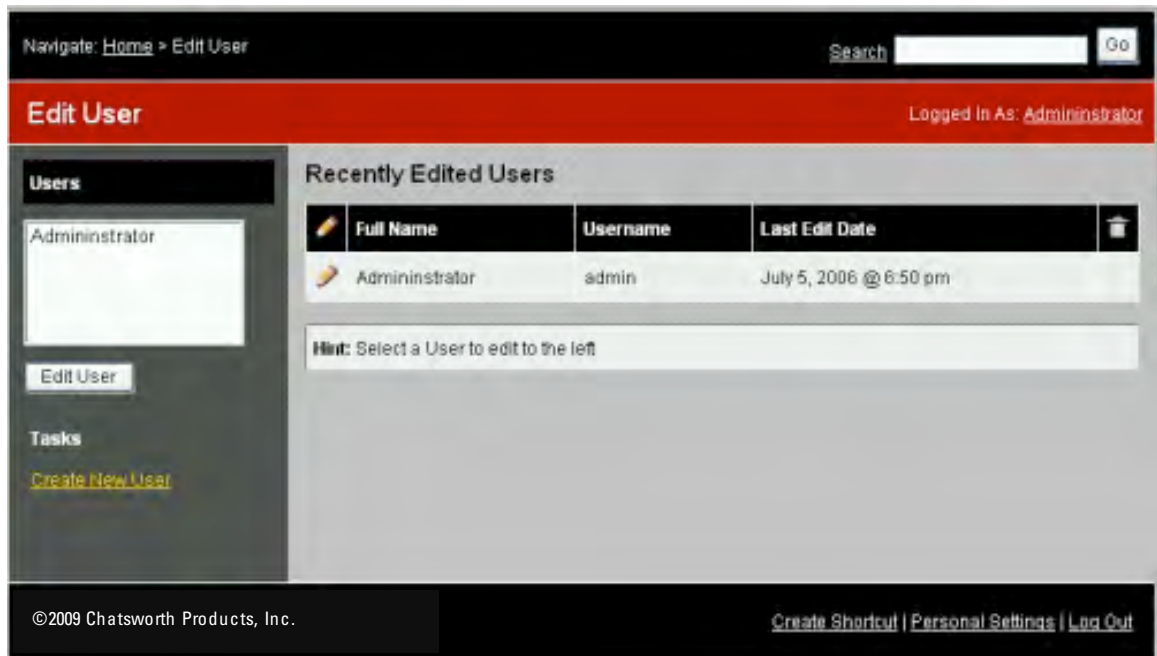 Navigate: Home > Edit User
Search
Go
Edit User
Logged In As: Admininstrator
Users
Admininstrator
Edit User
Tasks
Create New User
Recently Edited Users
Full Name Username Last Edit Date
Admininstrator admin July 5, 2006 @ 6:50 pm
Hint: Select a User to edit to the left
©2009 Chatsworth Products, Inc.
Create Shortcut | Personal Settings | Log Out